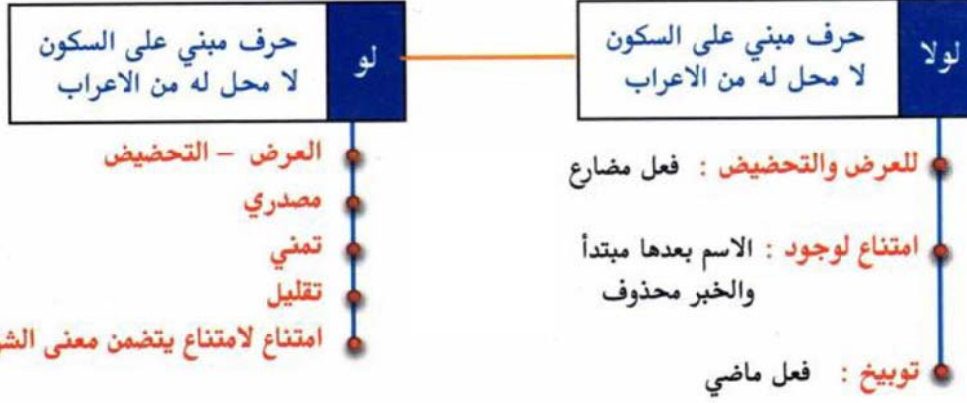 لولا
حرف مبني على السكون
لا محل له من الاعراب
للعرض والتحضيض : فعل مضارع
امتناع لوجود : الاسم بعدها مبتدأ
والخبر محذوف
توبيخ : فعل ماضي
لو
حرف مبني على السكون
لا محل له من الاعراب
العرض – التحضيض
مصدري
تمني
تقليل
امتناع لامتناع يتضمن معنى